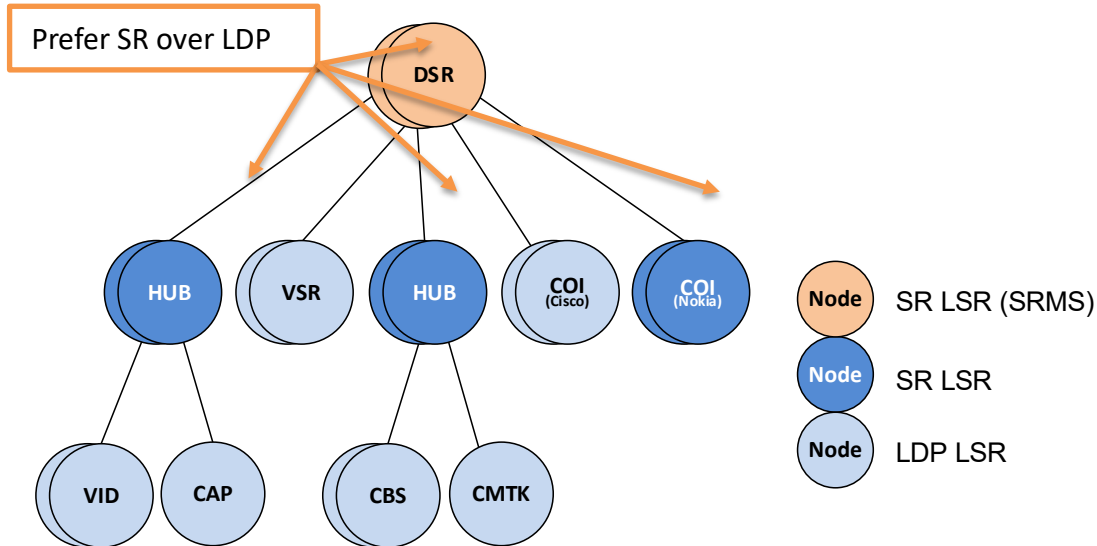 Prefer SR over LDP
DSR
HUB
VSR
HUB
COI
(Cisco)
COI
(Nokia)
Node
SR LSR (SRMS)
Node
SR LSR
Node
LDP LSR
VID
CAP
CBS
CMTK